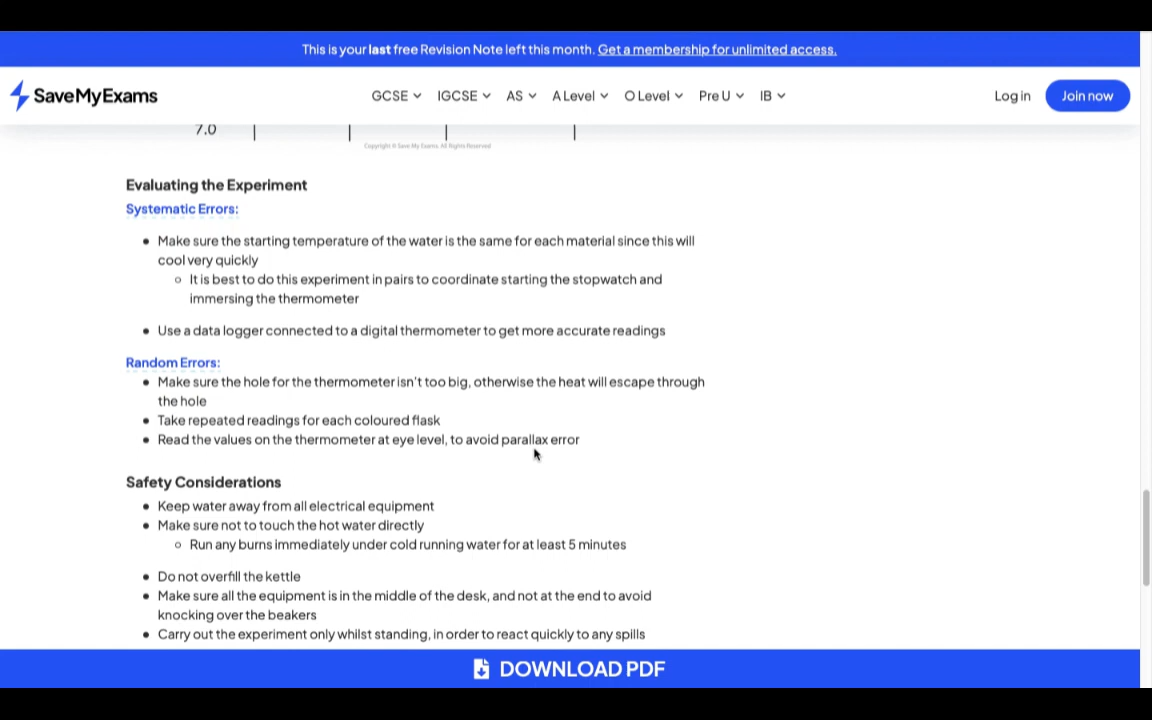 This is your last free Revision Note left this month. Get a membership for unlimited access.
SaveMyExams
GCSE IGCSE AS A Level O Level Pre U IB
Log in
Join now
7.0
Copyright © Save My Exams. All Rights Reserved
Evaluating the Experiment
Systematic Errors:
Make sure the starting temperature of the water is the same for each material since this will
cool very quickly
It is best to do this experiment in pairs to coordinate starting the stopwatch and
immersing the thermometer
Use a data logger connected to a digital thermometer to get more accurate readings
Random Errors:
Make sure the hole for the thermometer isn't too big, otherwise the heat will escape through
the hole
Take repeated readings for each coloured flask
Read the values on the thermometer at eye level, to avoid parallax error
Safety Considerations
Keep water away from all electrical equipment
Make sure not to touch the hot water directly
Run any burns immediately under cold running water for at least 5 minutes
Do not overfill the kettle
Make sure all the equipment is in the middle of the desk, and not at the end to avoid
knocking over the beakers
Carry out the experiment only whilst standing, in order to react quickly to any spills
DOWNLOAD PDF